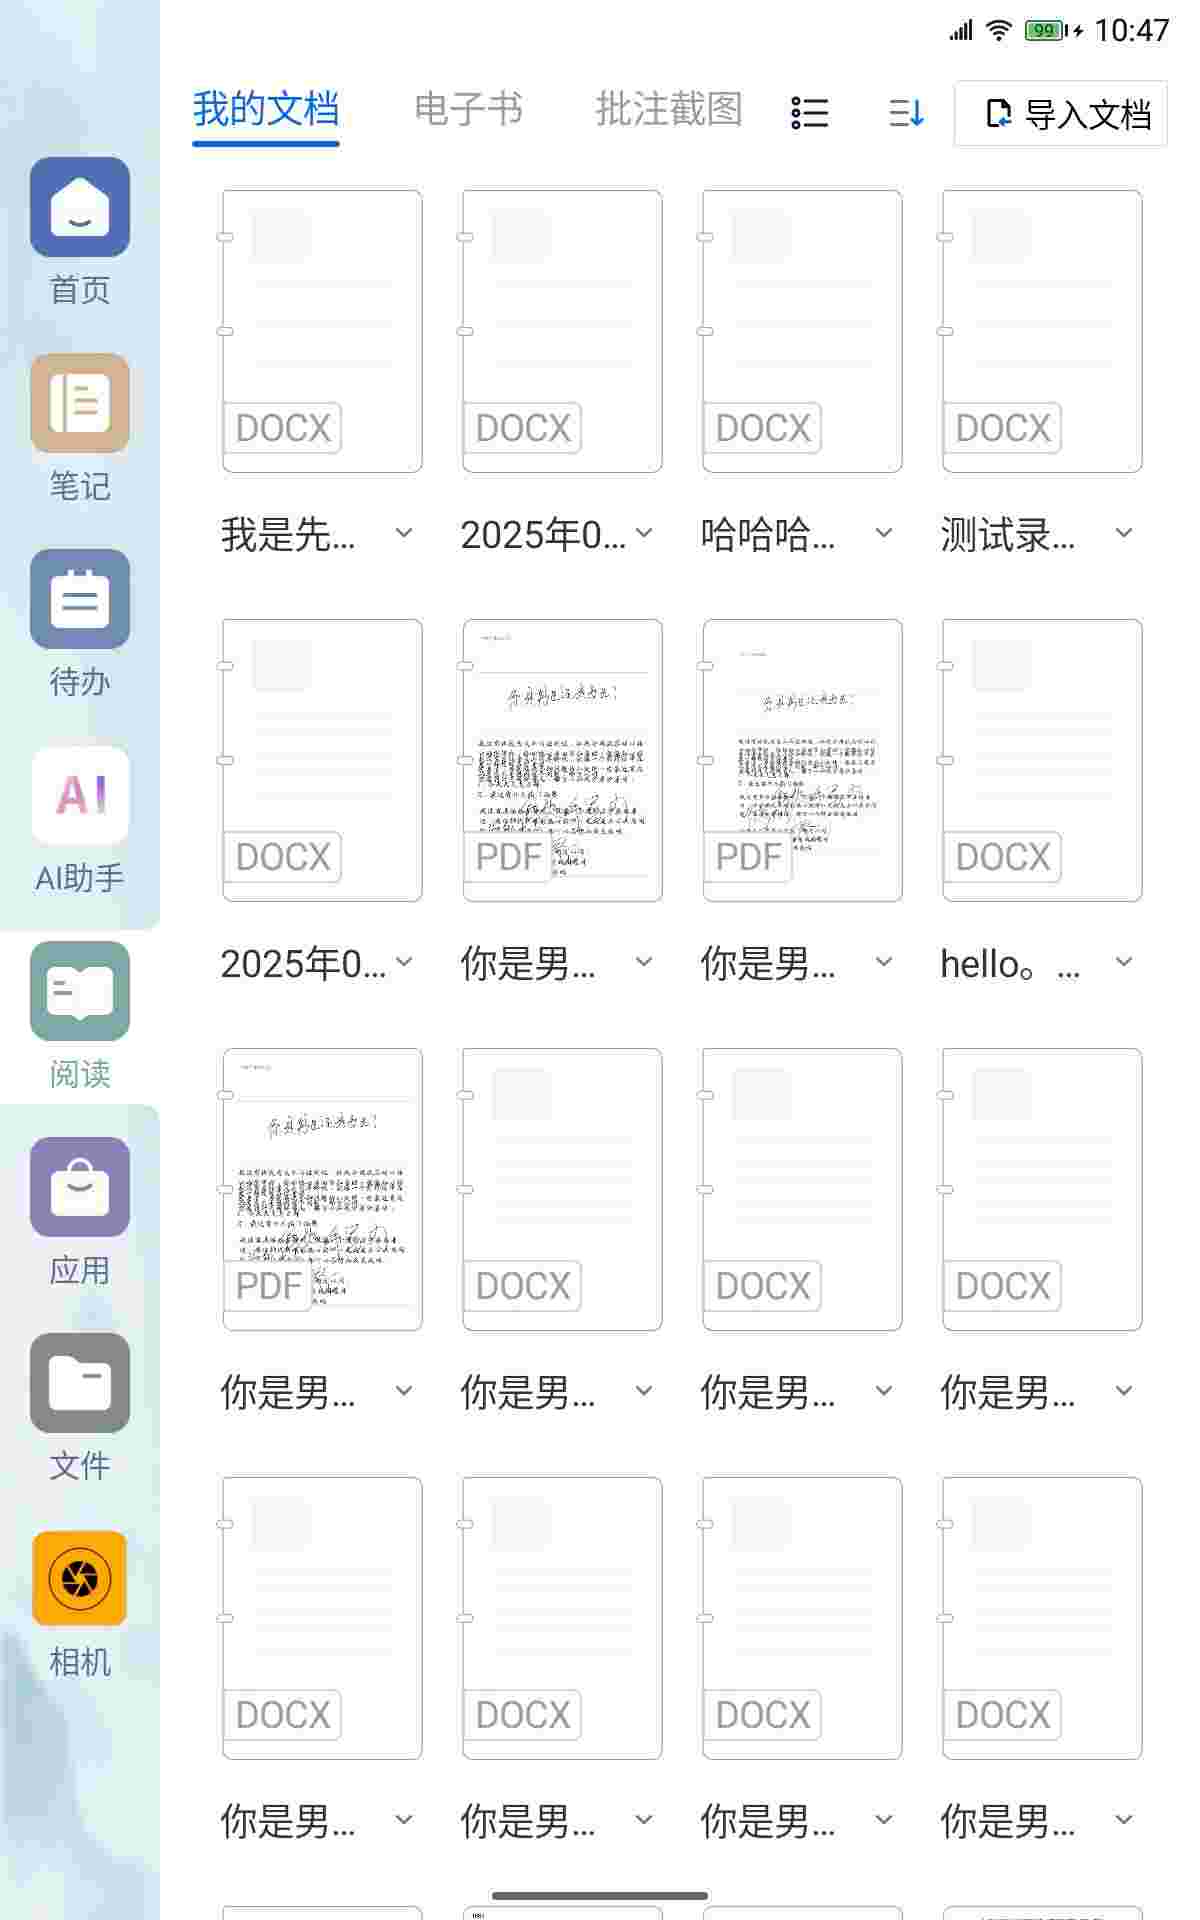 99 10:47
我的文档 电子书 批注截图 导入文档
首页
笔记
待办
AI
AI助手
阅读
应用
文件
相机
DOCX DOCX DOCX DOCX
我是先... 2025年0... 哈哈哈... 测试录...
DOCX PDF PDF DOCX
2025年0... 你是男... 你是男... hello。...
PDF DOCX DOCX DOCX
你是男... 你是男... 你是男... 你是男...
DOCX DOCX DOCX DOCX
你是男... 你是男... 你是男... 你是男...